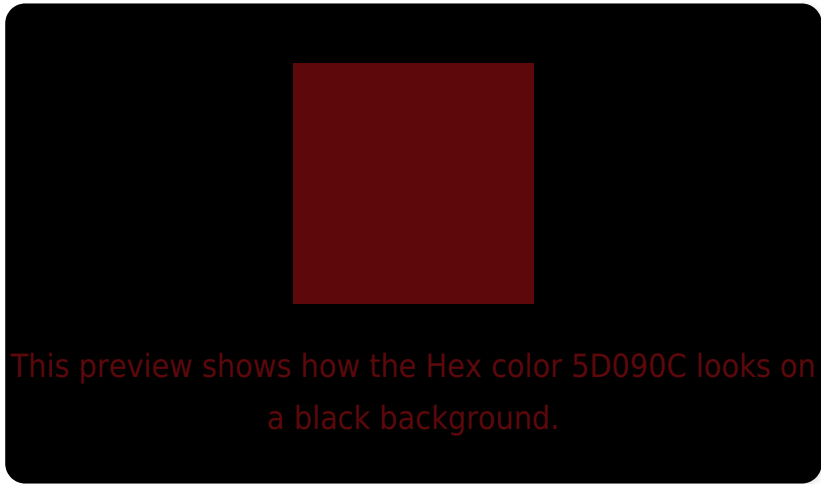 This preview shows how the Hex color 5D090C looks on
a black background.